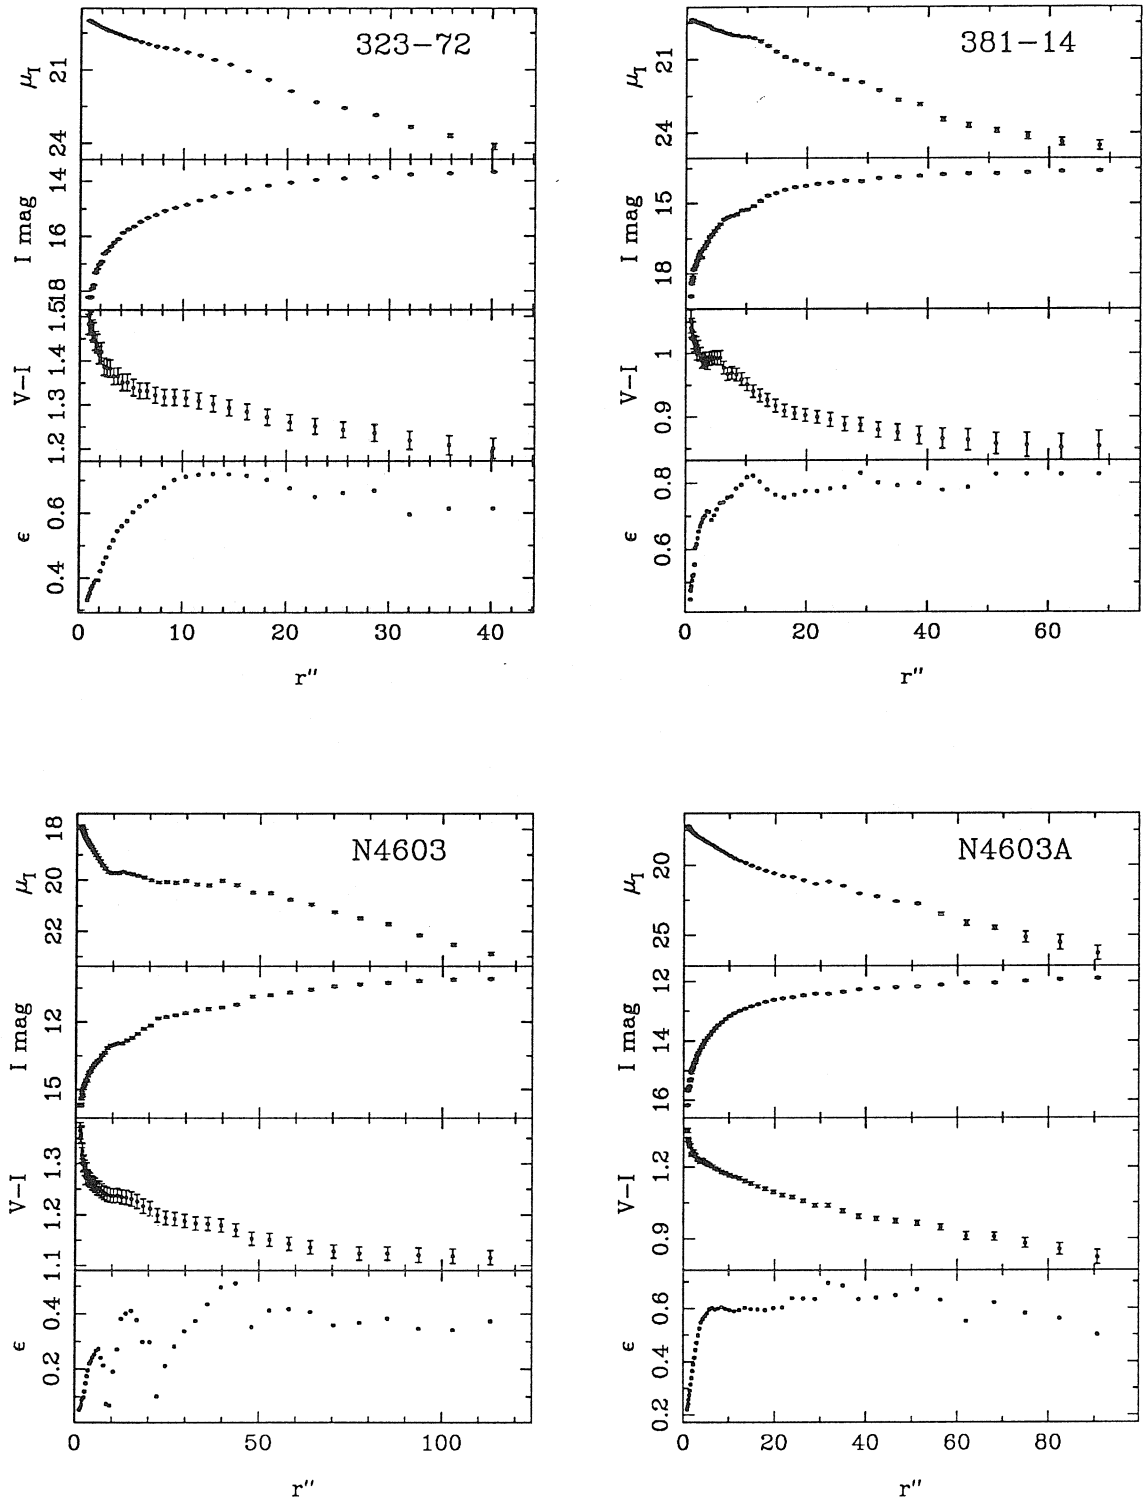 323-72
μI
21
24
I mag
14
16
18
V-I
1.5
1.4
1.3
1.2
ϵ
0.6
0.4
0 10 20 30 40
r″
381-14
μI
21
24
I mag
15
18
V-I
1
0.9
ϵ
0.8
0.6
0 20 40 60
r″
N4603
μI
18
20
22
I mag
12
15
V-I
1.3
1.2
1.1
ϵ
0.4
0.2
0 50 100
r″
N4603A
μI
20
25
I mag
12
14
16
V-I
1.2
0.9
ϵ
0.6
0.4
0.2
0 20 40 60 80
r″